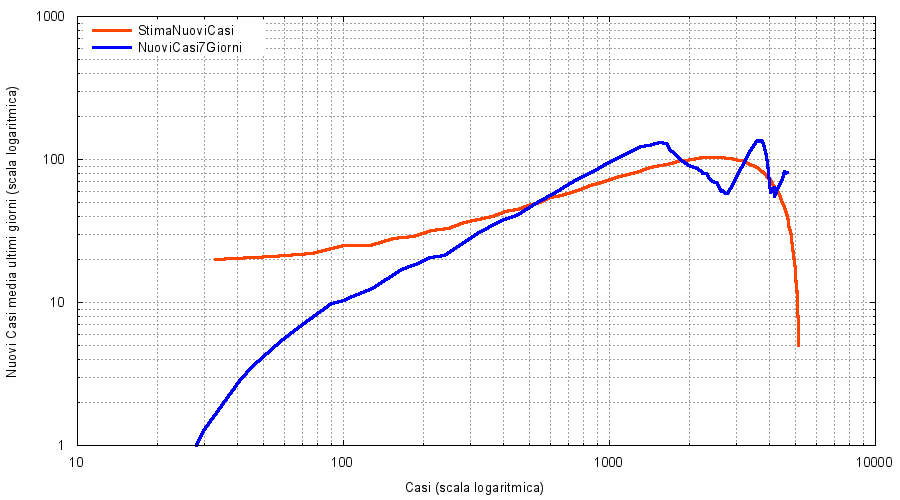 1000
StimaNuoviCasi
NuoviCasi7Giorni
100
10
1
Nuovi Casi media ultimi giorni (scala logaritmica)
10
100
1000
10000
Casi (scala logaritmica)